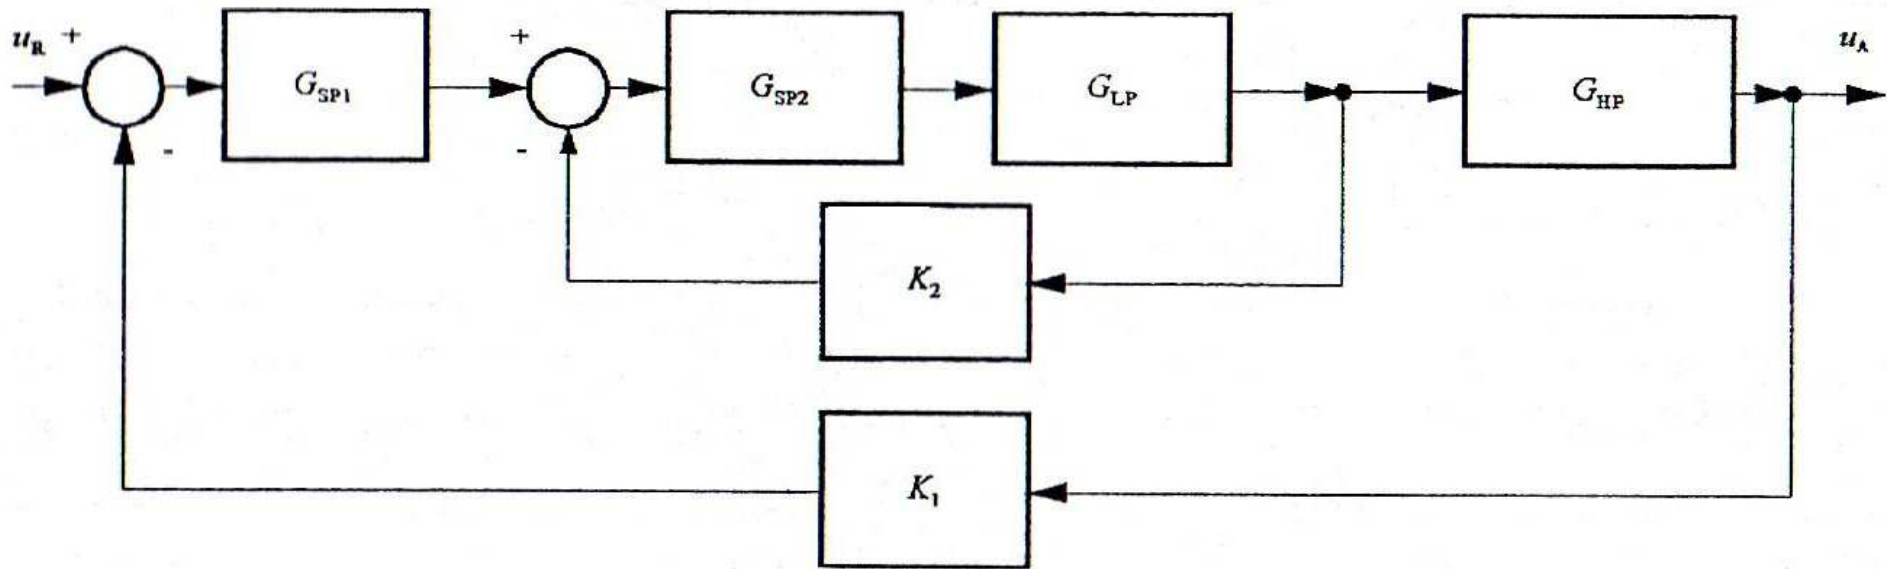 u_R +
G_SP1
+
G_SP2
G_LP
G_HP
u_A
-
-
K_2
K_1